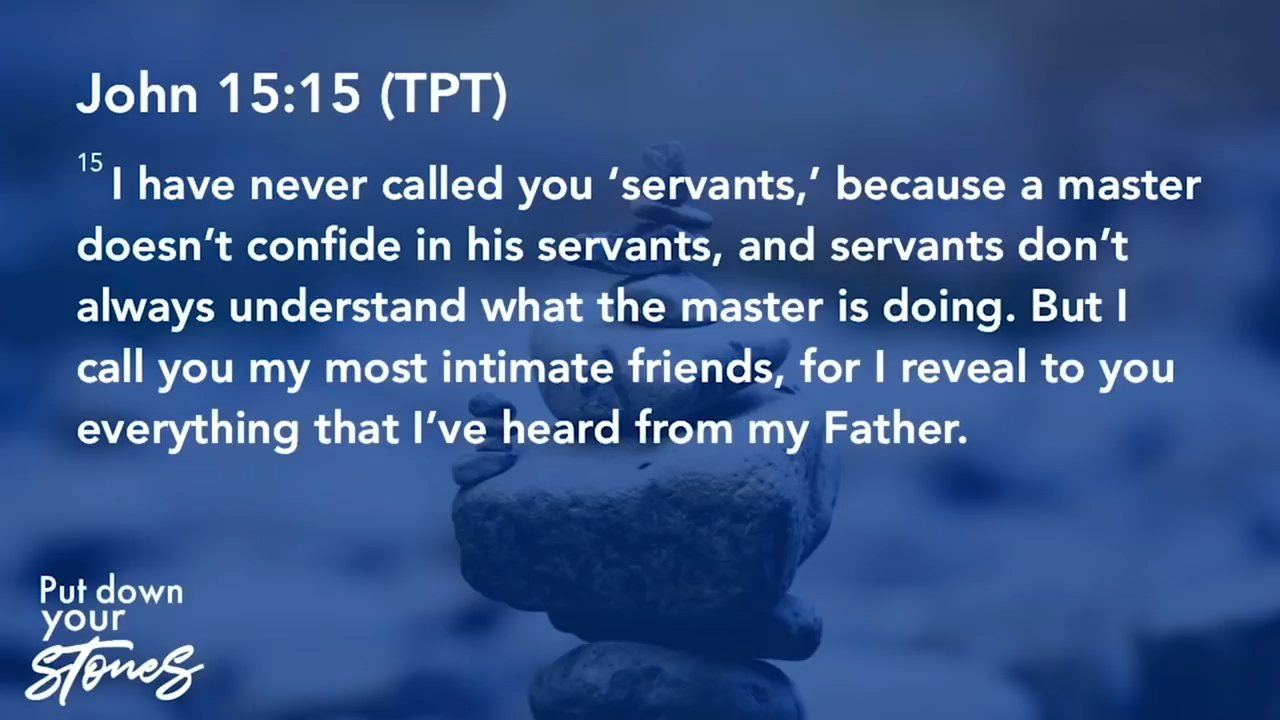 John 15:15 (TPT)
15 I have never called you ‘servants,’ because a master
doesn’t confide in his servants, and servants don’t
always understand what the master is doing. But I
call you my most intimate friends, for I reveal to you
everything that I’ve heard from my Father.
Put down
your
stones